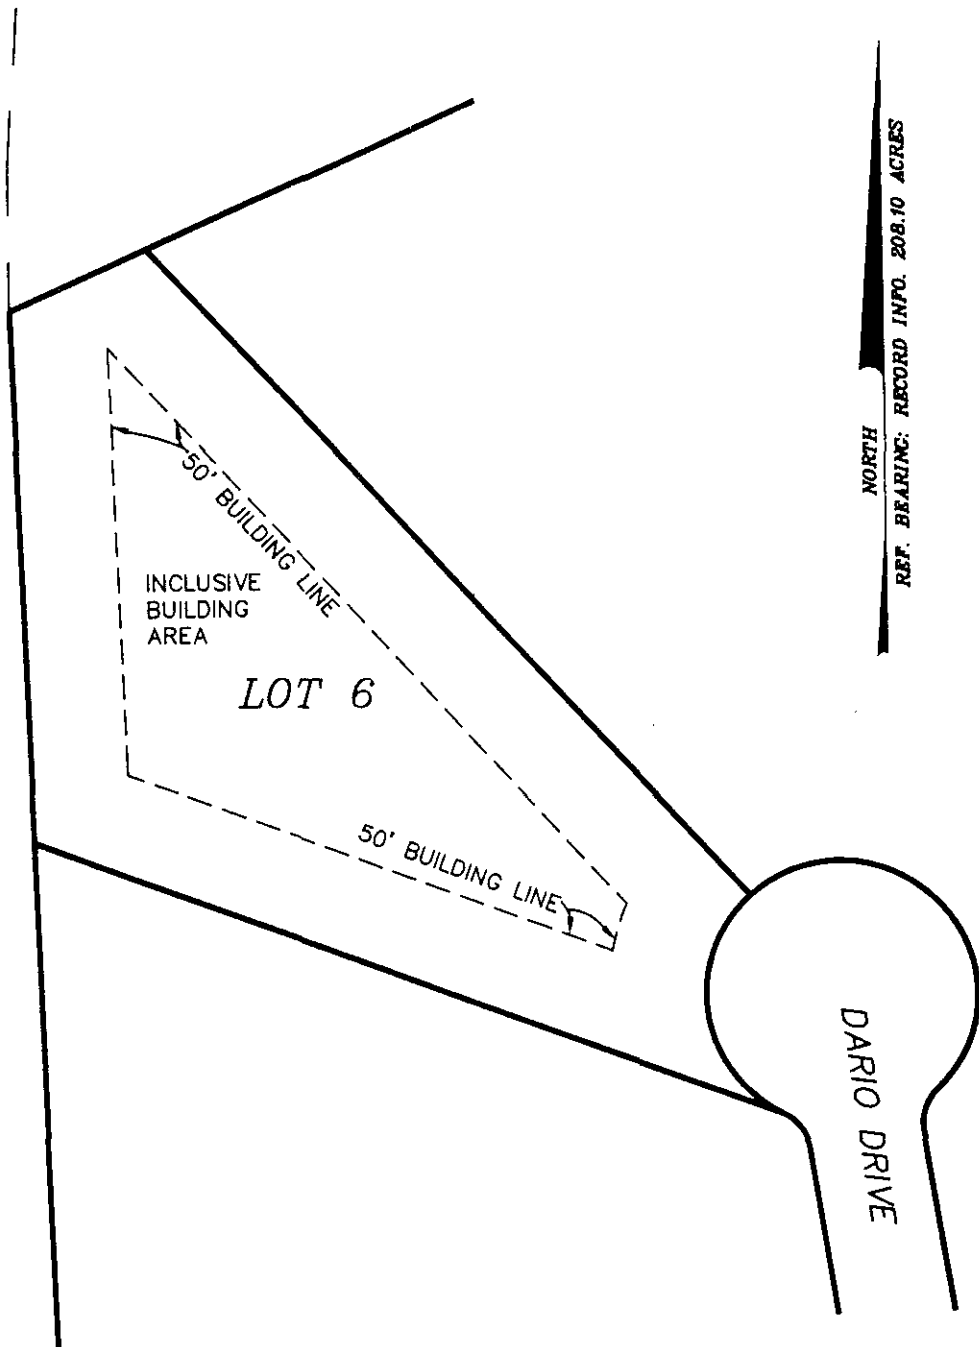 NORTH
REF. BEARING: RECORD INFO. 208.10 ACRES
50' BUILDING LINE
INCLUSIVE
BUILDING
AREA
LOT 6
50' BUILDING LINE
DARIO DRIVE